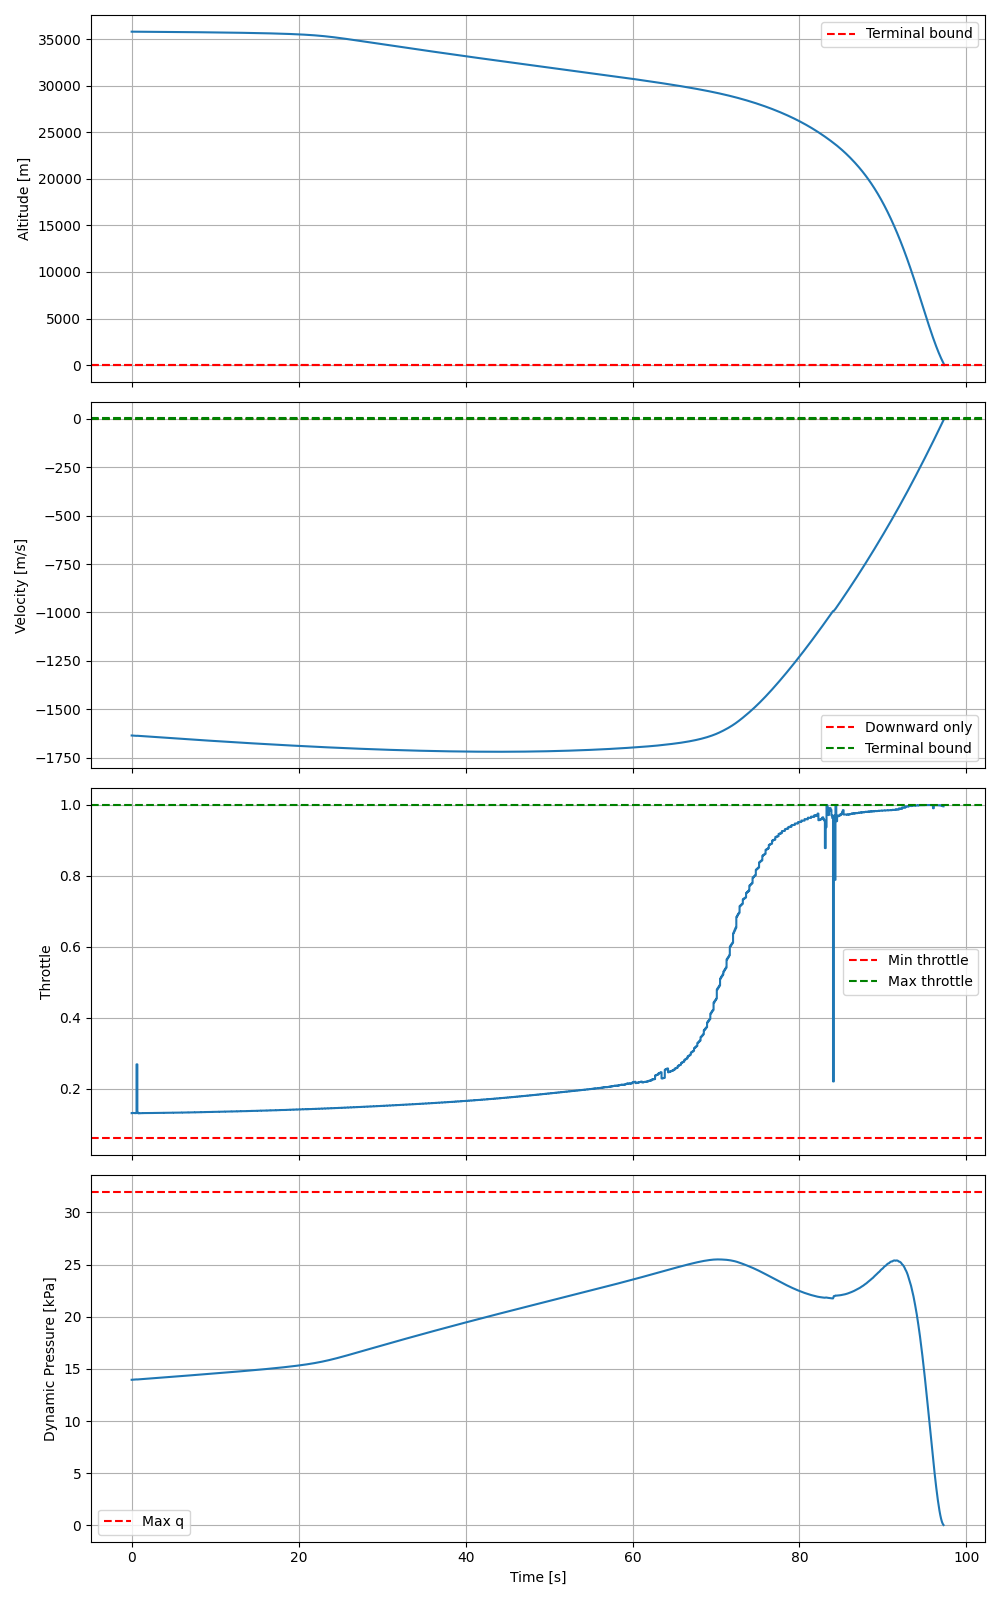 35000
30000
25000
20000
15000
10000
5000
0
Altitude [m]
Terminal bound
0
−250
−500
−750
−1000
−1250
−1500
−1750
Velocity [m/s]
Downward only
Terminal bound
1.0
0.8
0.6
0.4
0.2
Throttle
Min throttle
Max throttle
30
25
20
15
10
5
0
Dynamic Pressure [kPa]
Max q
0 20 40 60 80 100
Time [s]